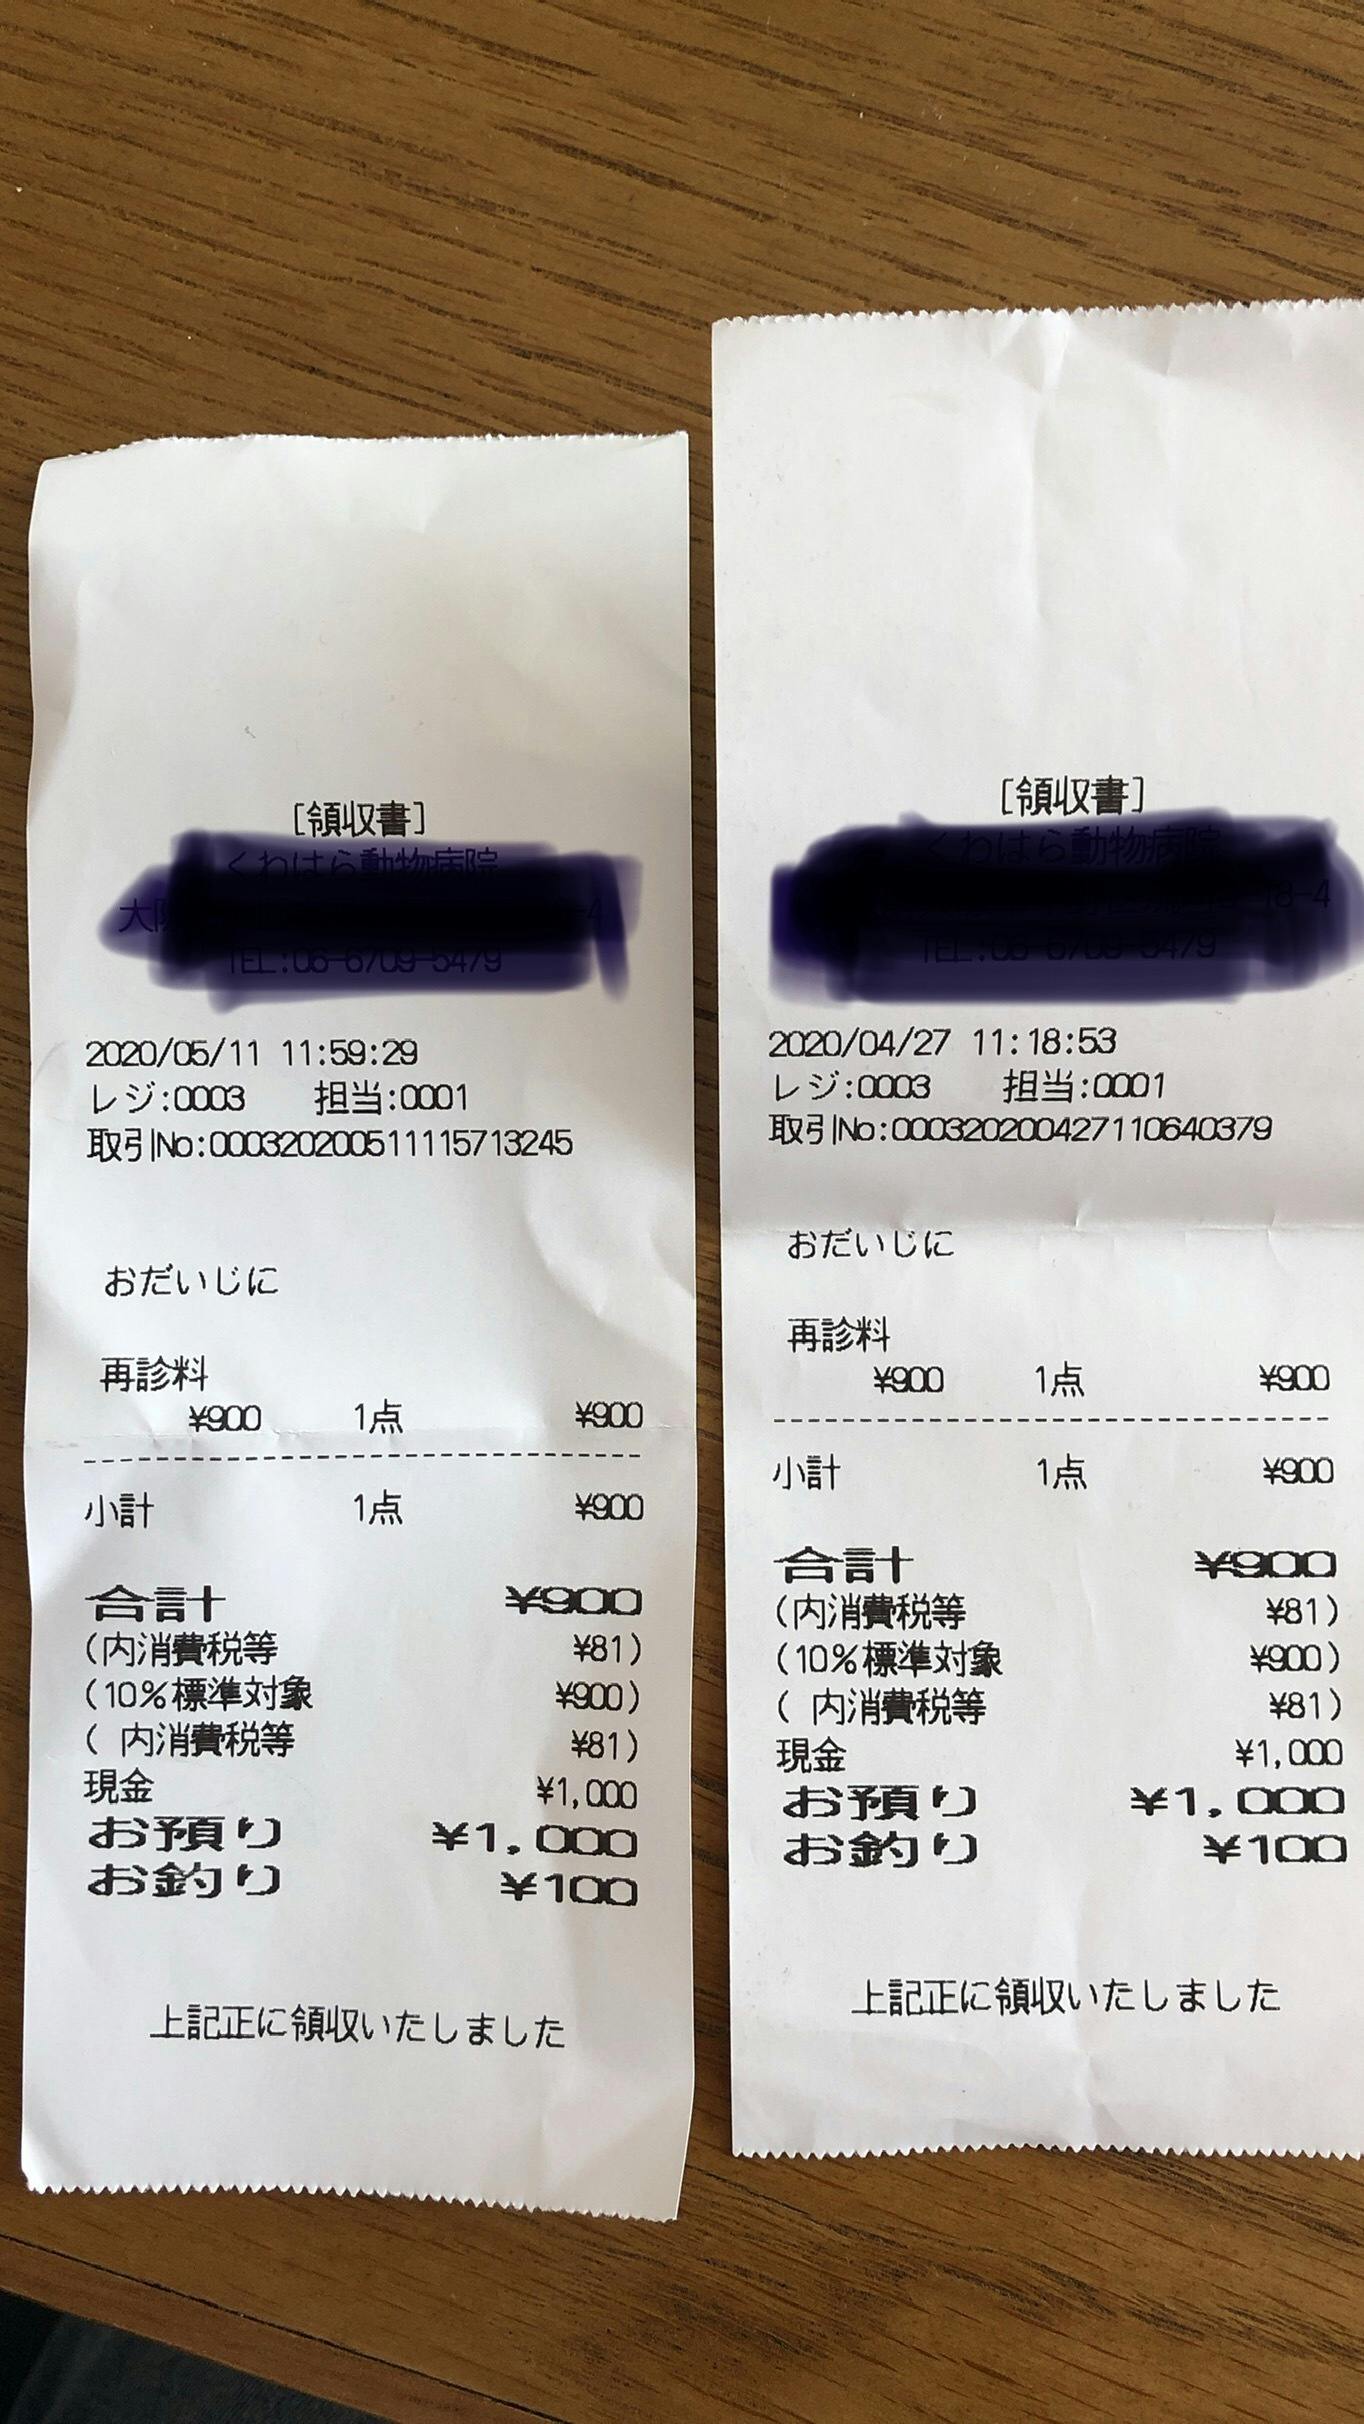 [領収書]
2020/05/11 11:59:29
レジ:0003 担当:0001
取引No:000320200511115713245
おだいじに
再診料
¥900 1点 ¥900
小計 1点 ¥900
合計 ¥900
(内消費税等 ¥81)
(10%標準対象 ¥900)
( 内消費税等 ¥81)
現金 ¥1,000
お預り ¥1,000
お釣り ¥100
上記正に領収いたしました
[領収書]
2020/04/27 11:18:53
レジ:0003 担当:0001
取引No:000320200427110640379
おだいじに
再診料
¥900 1点 ¥900
小計 1点 ¥900
合計 ¥900
(内消費税等 ¥81)
(10%標準対象 ¥900)
( 内消費税等 ¥81)
現金 ¥1,000
お預り ¥1,000
お釣り ¥100
上記正に領収いたしました